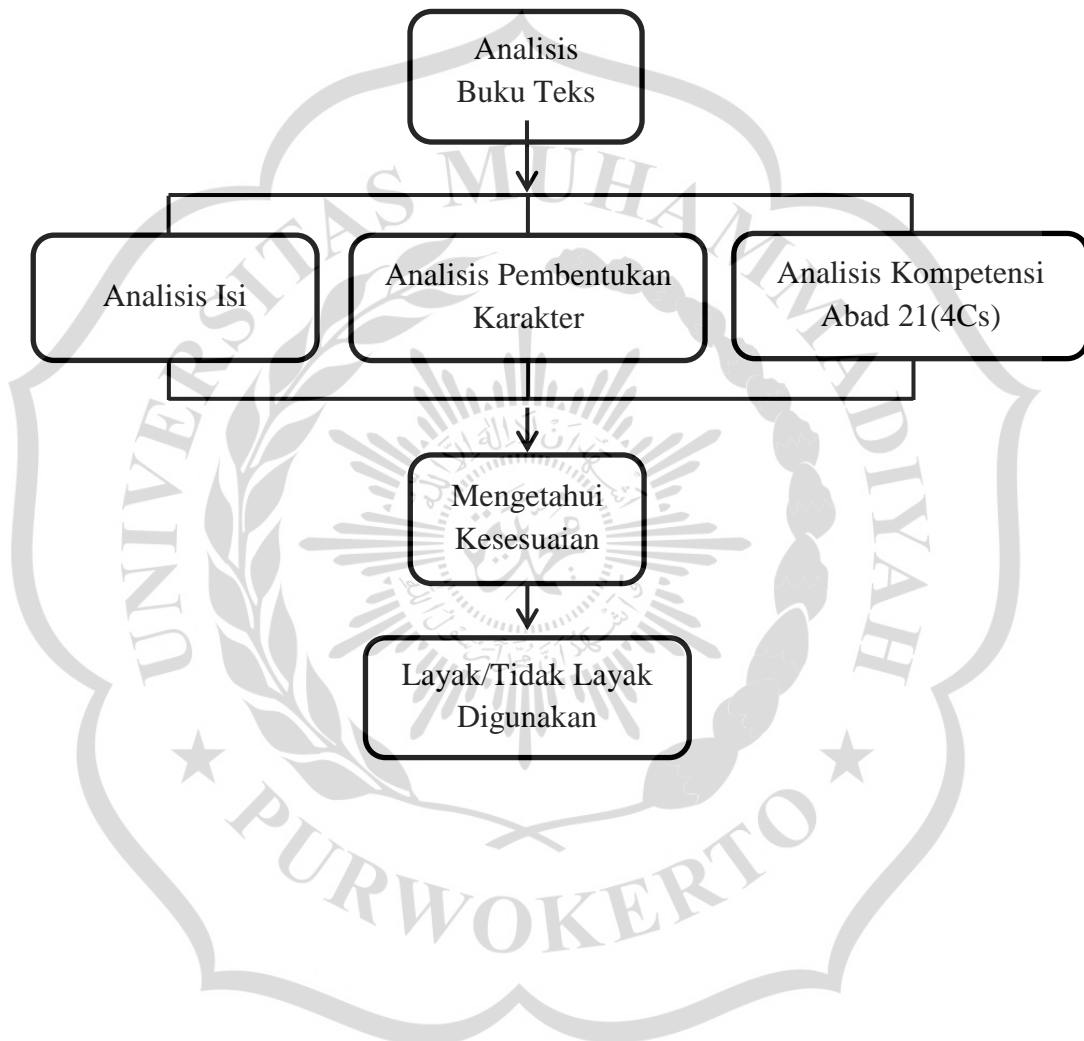 Analisis
Buku Teks
Analisis Isi
Analisis Pembentukan
Karakter
Analisis Kompetensi
Abad 21(4Cs)
Mengetahui
Kesesuaian
Layak/Tidak Layak
Digunakan
UNIVERSITAS MUHAMMADIYAH
PURWOKERTO